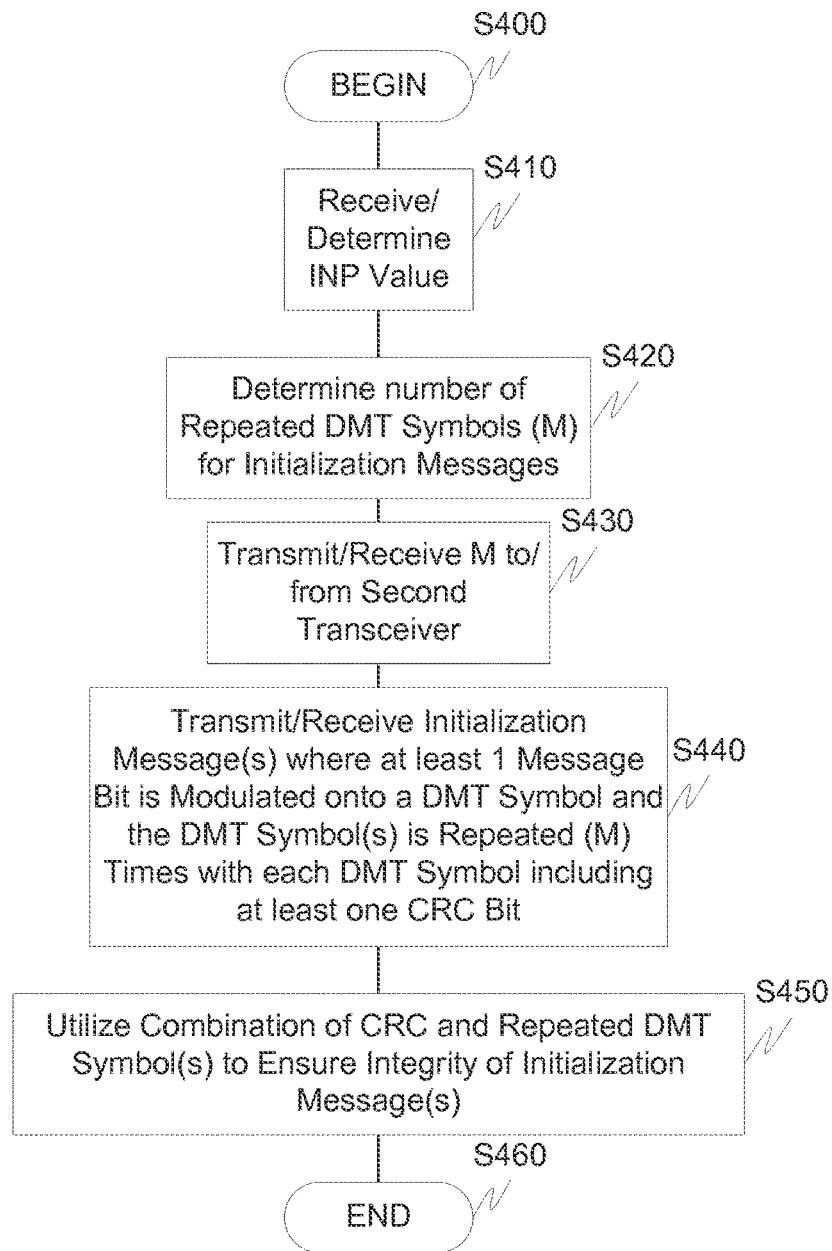 S400
BEGIN
S410
Receive/
Determine
INP Value
S420
Determine number of
Repeated DMT Symbols (M)
for Initialization Messages
S430
Transmit/Receive M to/
from Second
Transceiver
S440
Transmit/Receive Initialization
Message(s) where at least 1 Message
Bit is Modulated onto a DMT Symbol and
the DMT Symbol(s) is Repeated (M)
Times with each DMT Symbol including
at least one CRC Bit
S450
Utilize Combination of CRC and Repeated DMT
Symbol(s) to Ensure Integrity of Initialization
Message(s)
S460
END